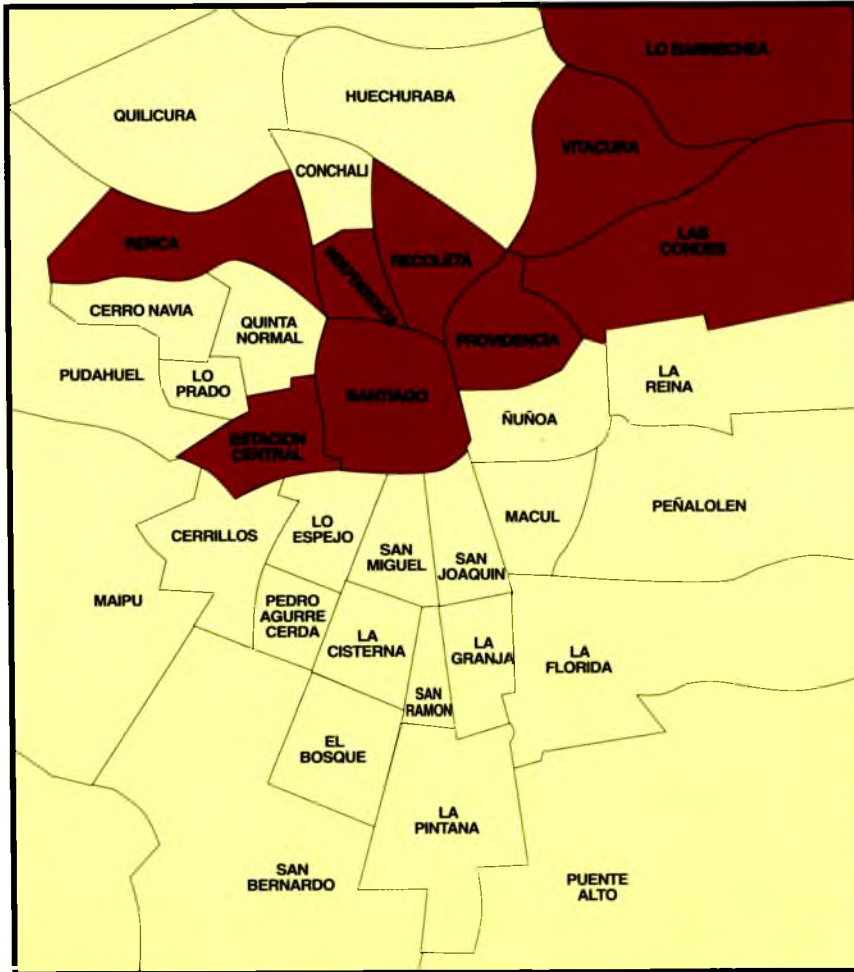 LO BARNECHEA
HUECHURABA
QUILICURA
VITACURA
CONCHALI
LAS
CONDES
RENCA
RECOLETA
INDEPENDENCIA
CERRO NAVIA
QUINTA
NORMAL
PROVIDENCIA
PUDAHUEL
LO
PRADO
LA
REINA
SANTIAGO
ÑUÑOA
ESTACION
CENTRAL
PEÑALOLEN
MACUL
CERRILLOS
LO
ESPEJO
SAN
MIGUEL
SAN
JOAQUIN
MAIPU
PEDRO
AGURRE
CERDA
LA
CISTERNA
LA
GRANJA
LA
FLORIDA
SAN
RAMON
EL
BOSQUE
LA
PINTANA
SAN
BERNARDO
PUENTE
ALTO